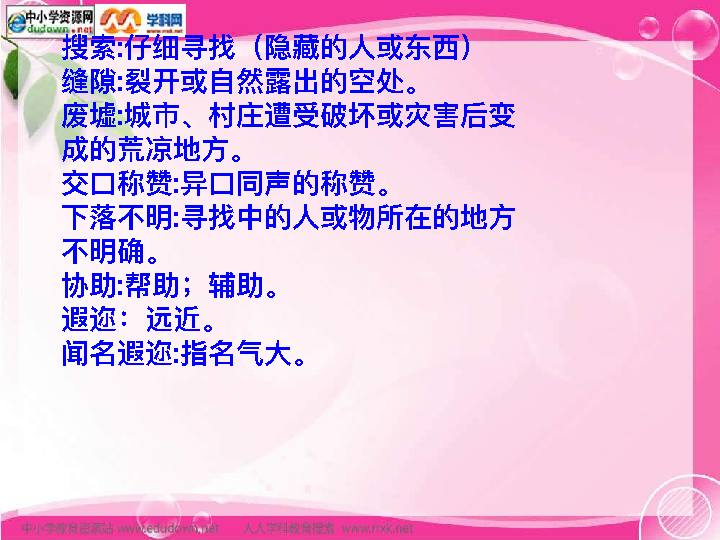 中小学资源网
edudown.net
学科网
搜索:仔细寻找（隐藏的人或东西）
缝隙:裂开或自然露出的空处。
废墟:城市、村庄遭受破坏或灾害后变
成的荒凉地方。
交口称赞:异口同声的称赞。
下落不明:寻找中的人或物所在的地方
不明确。
协助:帮助；辅助。
遐迩：远近。
闻名遐迩:指名气大。
中小学教育资源站 www.edudown.net 人人学科教育搜索 www.rrxk.net